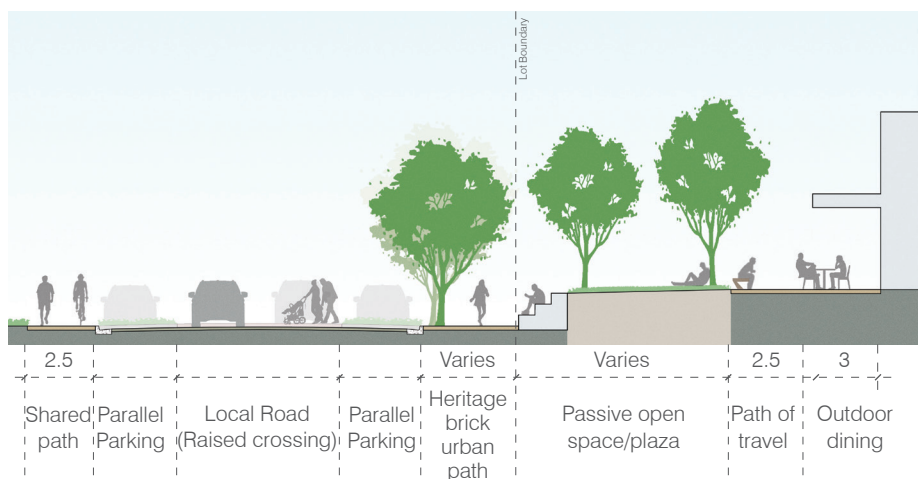 Lot Boundary
2.5
Varies
Varies
2.5
3
Shared
path
Parallel
Parking
Local Road
(Raised crossing)
Parallel
Parking
Heritage
brick
urban
path
Passive open
space/plaza
Path of
travel
Outdoor
dining